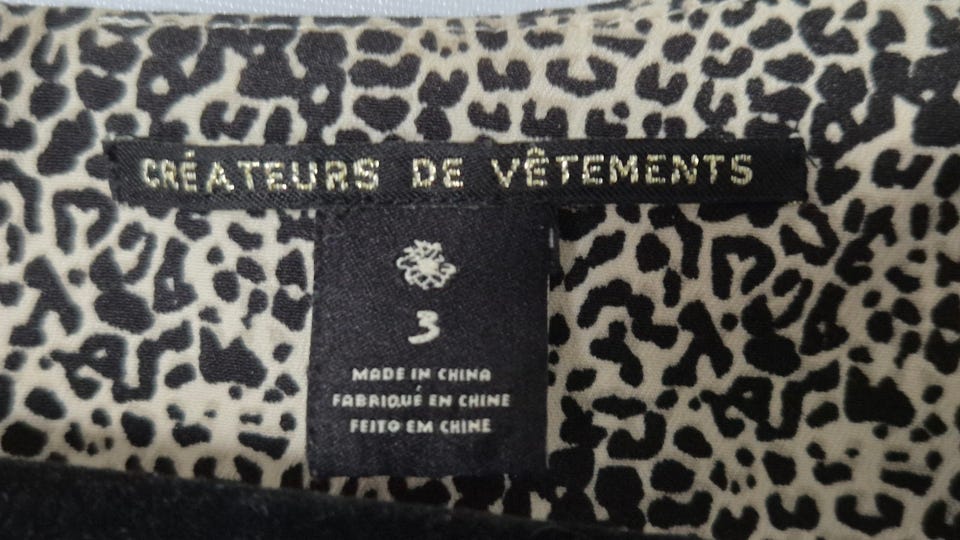 CRÉATEURS DE VÊTEMENTS
3
MADE IN CHINA
FABRIQUÉ EN CHINE
FEITO EM CHINE